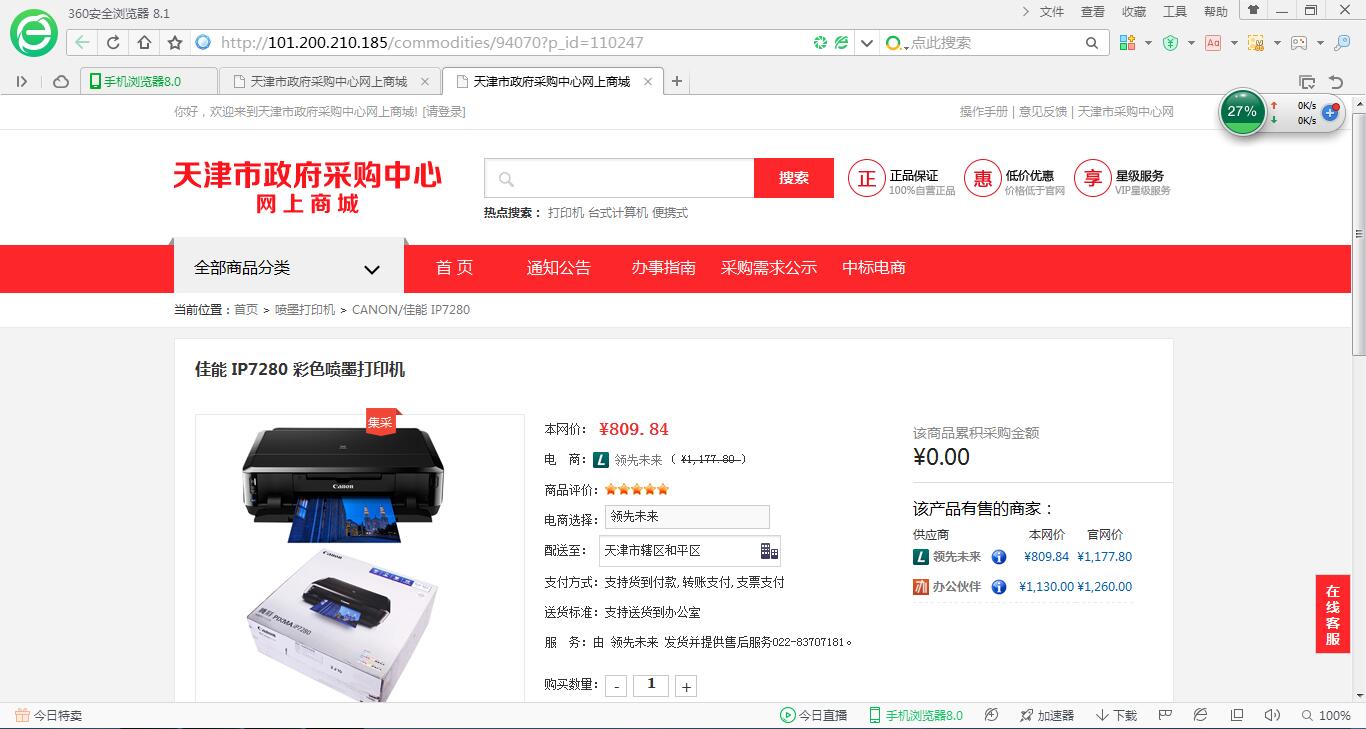 360安全浏览器 8.1
文件 查看 收藏 工具 帮助
http://101.200.210.185/commodities/94070?p_id=110247
点此搜索
手机浏览器8.0
天津市政府采购中心网上商城
天津市政府采购中心网上商城
你好，欢迎来到天津市政府采购中心网上商城! [请登录]
操作手册 | 意见反馈 | 天津市采购中心网
27%
0K/s
0K/s
天津市政府采购中心
网上商城
搜索
热点搜索： 打印机 台式计算机 便携式
正 正品保证
100%自营正品
惠 低价优惠
价格低于官网
享 星级服务
VIP星级服务
全部商品分类
首 页 通知公告 办事指南 采购需求公示 中标电商
当前位置：首页 > 喷墨打印机 > CANON/佳能 IP7280
佳能 IP7280 彩色喷墨打印机
集采
Canon
Canon
PIXMA iP7280
Canon
本网价： ¥809.84
电 商： 领先未来 ( ¥1,177.80 )
商品评价：
电商选择： 领先未来
配送至： 天津市辖区和平区
支付方式：支持货到付款,转账支付,支票支付
送货标准：支持送货到办公室
服 务：由 领先未来 发货并提供售后服务022-83707181。
购买数量： - 1 +
该商品累积采购金额
¥0.00
该产品有售的商家：
供应商 本网价 官网价
领先未来 ¥809.84 ¥1,177.80
办公伙伴 ¥1,130.00 ¥1,260.00
在线客服
今日特卖
今日直播 手机浏览器8.0 加速器 下载 100%